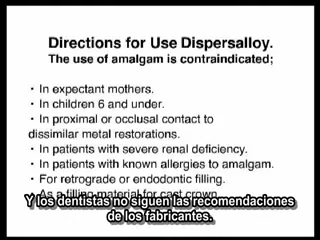 Directions for Use Dispersalloy.
The use of amalgam is contraindicated;
· In expectant mothers.
· In children 6 and under.
· In proximal or occlusal contact to
dissimilar metal restorations.
· In patients with severe renal deficiency.
· In patients with known allergies to amalgam.
· For retrograde or endodontic filling.
· As a filling material for cast crown.
Y los dentistas no siguen las recomendaciones
de los fabricantes.